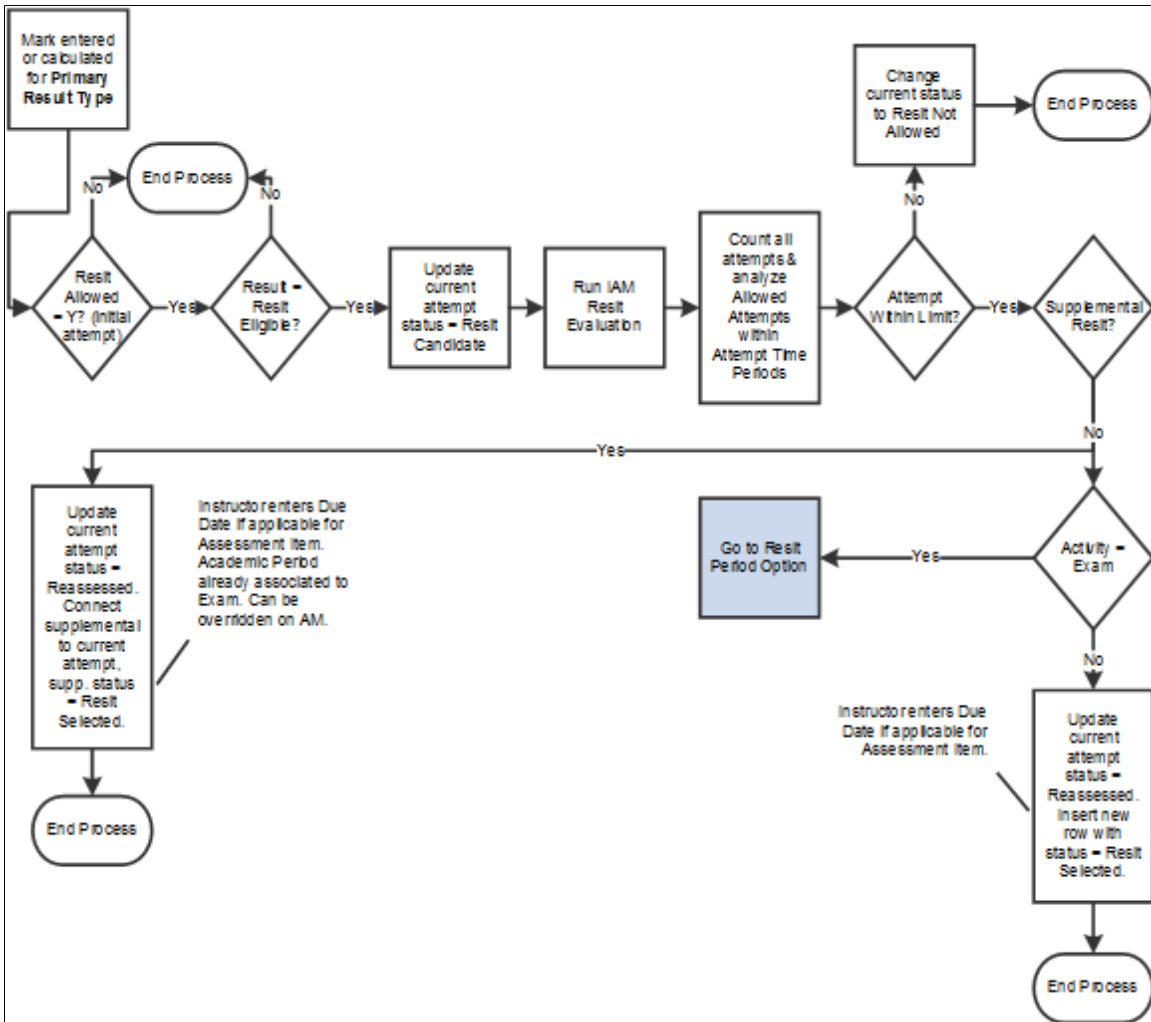 Mark entered
or calculated
for Primary
Result Type
Change
current status
to Resit Not
Allowed
End Process
End Process
No
No
No
Resit
Allowed
= Y? (Initial
attempt)
Yes
Result =
Resit
Eligible?
Yes
Update
current
attempt
status = Resit
Candidate
Run IAM
Resit
Evaluation
Count all
attempts &
analyze
Allowed
Attempts
within
Attempt Time
Periods
Attempt
Within Limit?
Yes
Supplemental
Resit?
No
Yes
Update
current
attempt
status =
Reassessed.
Connect
supplemental
to current
attempt,
supp. status
= Resit
Selected.
Instructor enters Due
Date if applicable for
Assessment Item.
Academic Period
already associated to
Exam. Can be
overridden on AM.
Go to Resit
Period Option
Yes
Activity =
Exam
No
Instructor enters Due
Date if applicable for
Assessment Item.
Update
current
attempt
status =
Reassessed.
Insert new
row with
status = Resit
Selected.
End Process
End Process